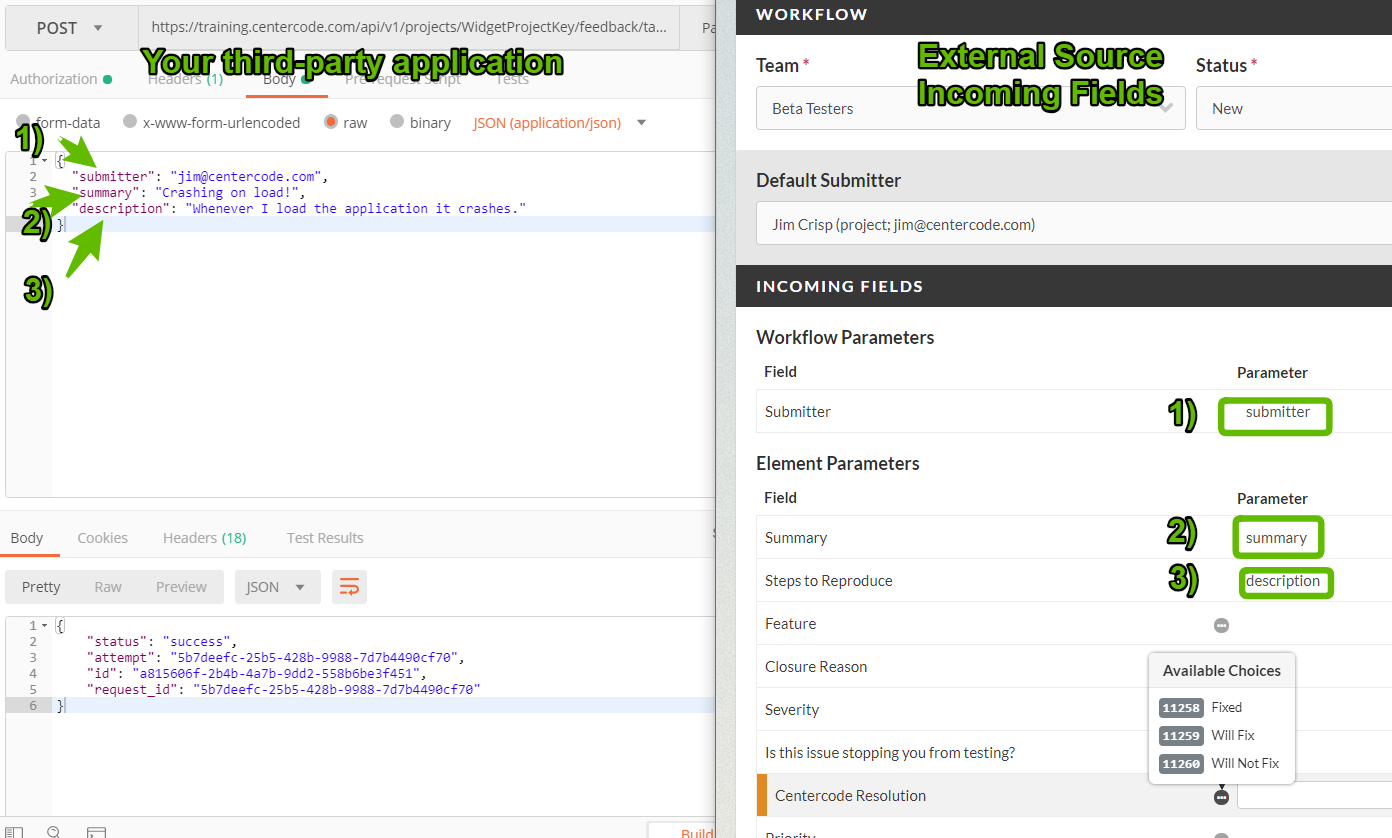 POST
https://training.centercode.com/api/v1/projects/WidgetProjectKey/feedback/ta...
Pa
Your third-party application
Authorization
Headers (1)
Body
Pre-request Script
Tests
form-data
x-www-form-urlencoded
raw
binary
JSON (application/json)
1)
2)
3)
1 {
2 "submitter": "jim@centercode.com",
3 "summary": "Crashing on load!",
"description": "Whenever I load the application it crashes."
}
Body
Cookies
Headers (18)
Test Results
Pretty
Raw
Preview
JSON
1 {
2 "status": "success",
3 "attempt": "5b7deefc-25b5-428b-9988-7d7b4490cf70",
4 "id": "a815606f-2b4b-4a7b-9dd2-558b6be3f451",
5 "request_id": "5b7deefc-25b5-428b-9988-7d7b4490cf70"
6 }
Build
WORKFLOW
External Source
Incoming Fields
Team *
Status *
Beta Testers
New
Default Submitter
Jim Crisp (project; jim@centercode.com)
INCOMING FIELDS
Workflow Parameters
Field
Parameter
Submitter
1)
submitter
Element Parameters
Field
Parameter
Summary
2)
summary
Steps to Reproduce
3)
description
Feature
Closure Reason
Severity
Is this issue stopping you from testing?
Available Choices
11258 Fixed
11259 Will Fix
11260 Will Not Fix
Centercode Resolution
Priority